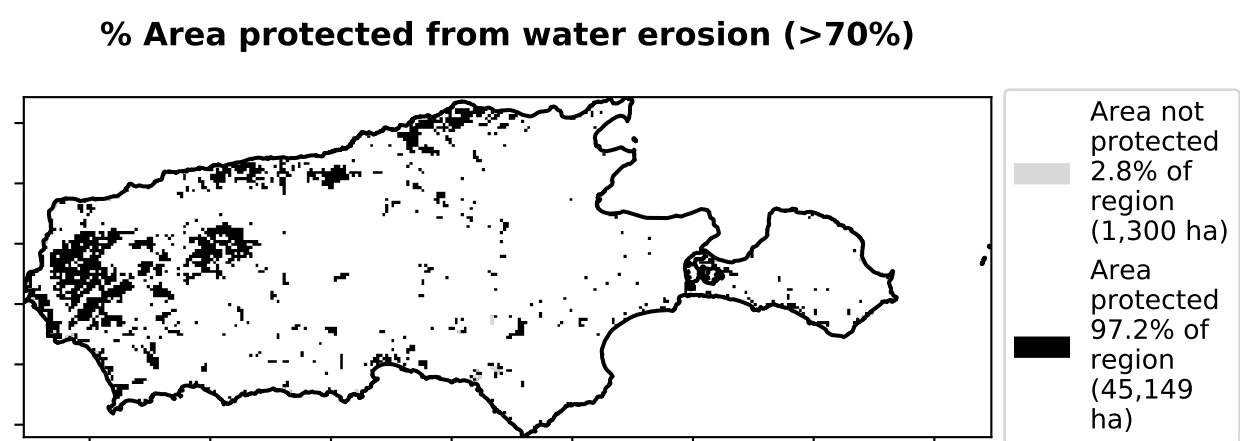 % Area protected from water erosion (>70%)
Area not
protected
2.8% of
region
(1,300 ha)
Area
protected
97.2% of
region
(45,149
ha)